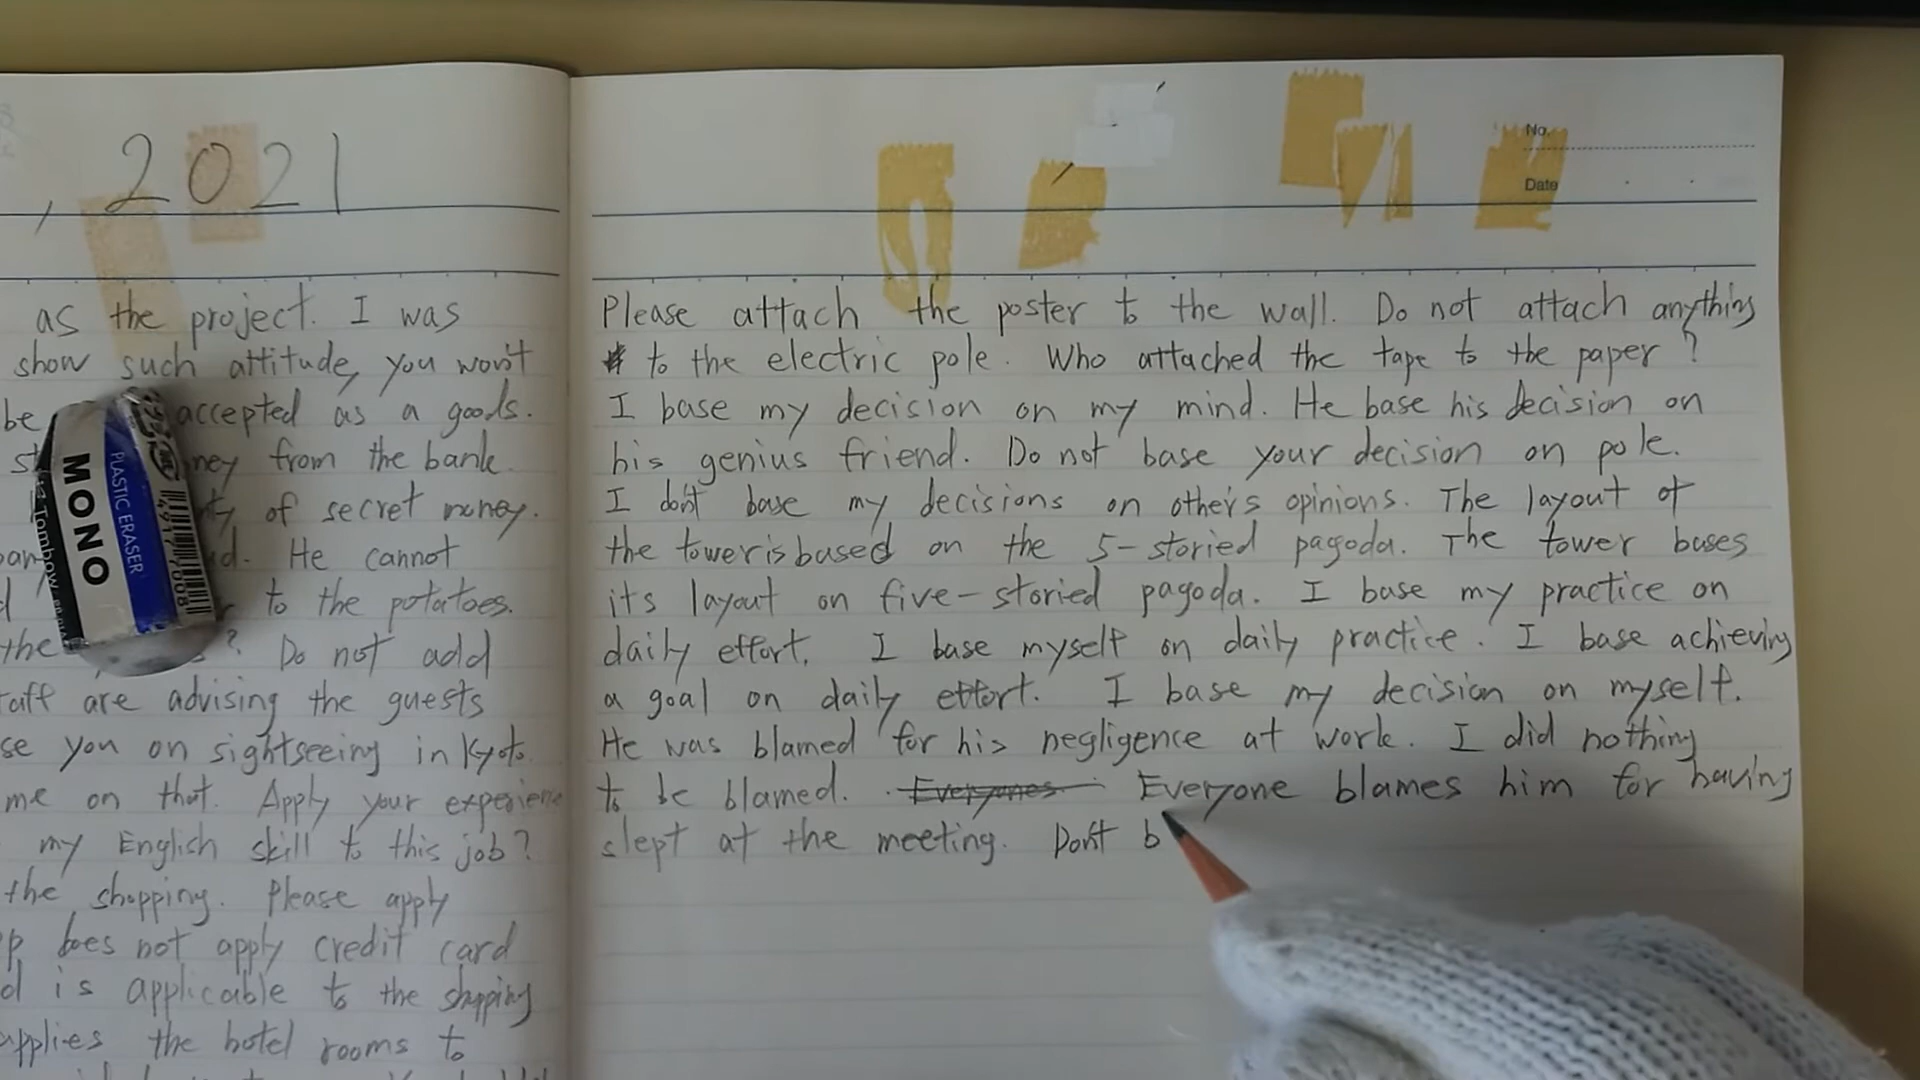 , 2021
as the project. I was
show such attitude, you won't
be accepted as a goods.
from the bank.
of secret money.
He cannot
to the potatoes.
the ? Do not add
are advising the guests
you on sightseeing in Kyoto.
me on that. Apply your experience
my English skill to this job?
the shopping. Please apply
does not apply credit card
is applicable to the shopping
the hotel rooms to
MONO
PLASTIC ERASER
Tombow
No.
Date
Please attach the poster to the wall. Do not attach anything
to the electric pole. Who attached the tape to the paper?
I base my decision on my mind. He base his decision on
his genius friend. Do not base your decision on pole.
I don't base my decisions on other's opinions. The layout of
the tower is based on the 5-storied pagoda. The tower bases
its layout on five-storied pagoda. I base my practice on
daily effort. I base myself on daily practice. I base achieving
a goal on daily effort. I base my decision on myself.
He was blamed for his negligence at work. I did nothing
to be blamed. Everyones Everyone blames him for having
slept at the meeting. Don't b